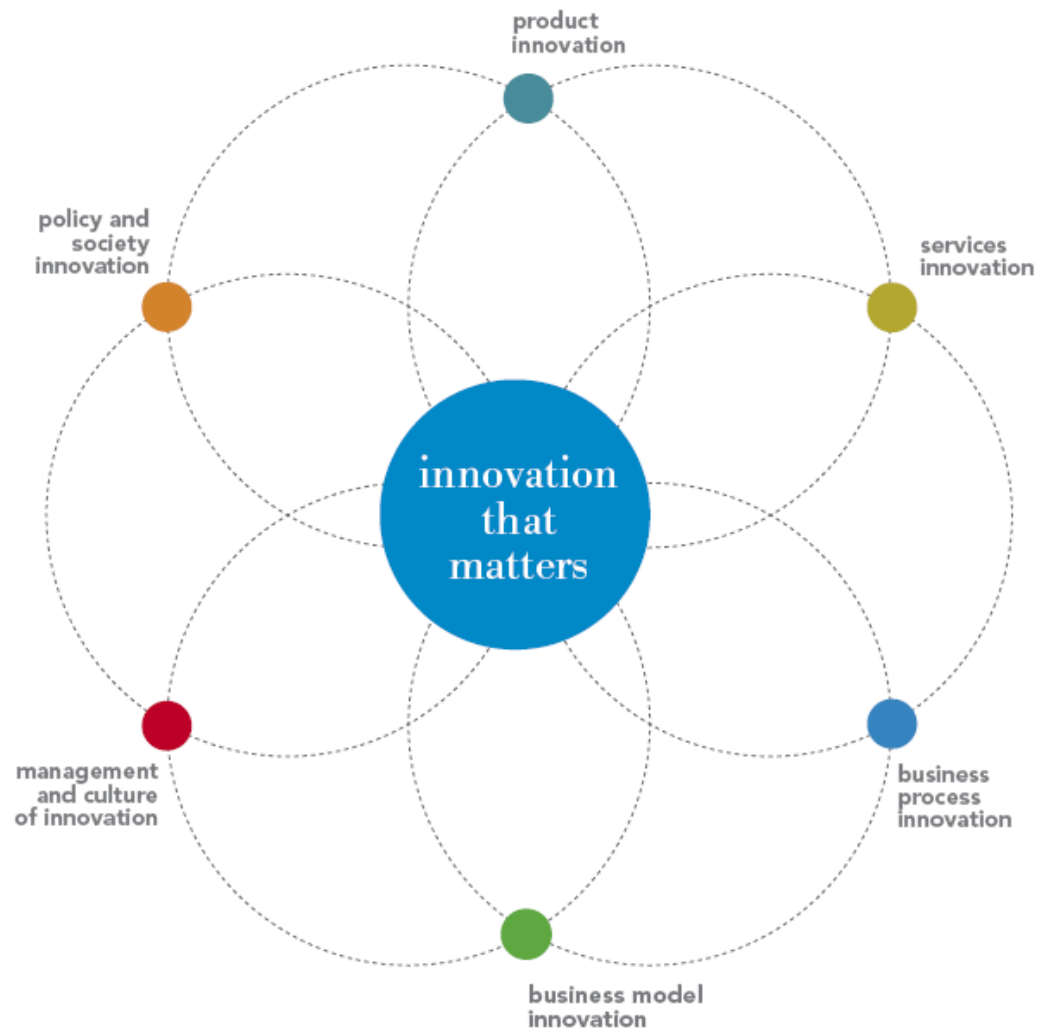 product
innovation
policy and
society
innovation
services
innovation
innovation
that
matters
management
and culture
of innovation
business
process
innovation
business model
innovation